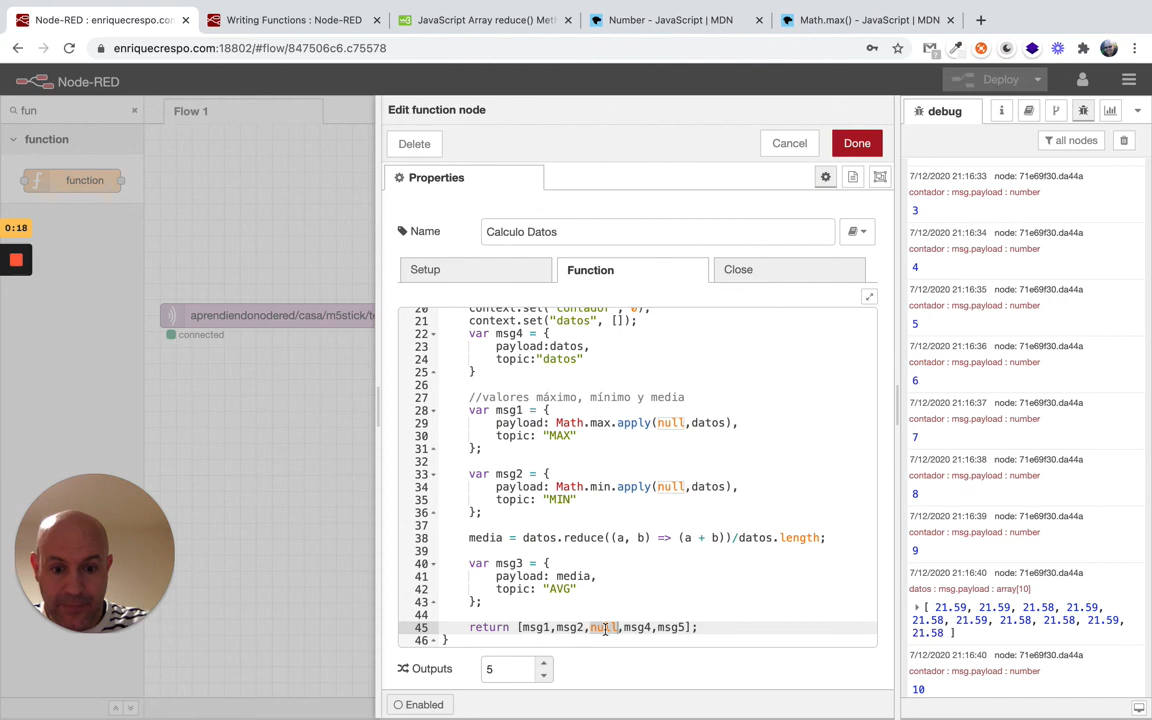 enriquecrespo.com:18802/#flow
Writing Functions : Node-RED
JavaScript Array reduce() Met
Number - JavaScript | MDN
Math.max() - JavaScript | MDN
enriquecrespo.com:18802/#flow/847506c6.c75578
Node-RED
Deploy
fun
Flow 1
Edit function node
debug
function
Delete
Cancel
Done
all nodes
function
Properties
7/12/2020 21:16:33 node: 71e69f30.da44a
contador : msg.payload : number
3
0:18
Name
Calculo Datos
7/12/2020 21:16:34 node: 71e69f30.da44a
contador : msg.payload : number
4
Setup
Function
Close
7/12/2020 21:16:35 node: 71e69f30.da44a
contador : msg.payload : number
5
aprendiendonodered/casa/m5stick/te
connected
20 context.set("contador", 0);
21 context.set("datos", []);
22 var msg4 = {
23 payload:datos,
24 topic:"datos"
25 }
26
27 //valores máximo, mínimo y media
28 var msg1 = {
29 payload: Math.max.apply(null,datos),
30 topic: "MAX"
31 };
32
33 var msg2 = {
34 payload: Math.min.apply(null,datos),
35 topic: "MIN"
36 };
37
38 media = datos.reduce((a, b) => (a + b))/datos.length;
39
40 var msg3 = {
41 payload: media,
42 topic: "AVG"
43 };
44
45 return [msg1,msg2,null,msg4,msg5];
46 }
7/12/2020 21:16:36 node: 71e69f30.da44a
contador : msg.payload : number
6
7/12/2020 21:16:37 node: 71e69f30.da44a
contador : msg.payload : number
7
7/12/2020 21:16:38 node: 71e69f30.da44a
contador : msg.payload : number
8
7/12/2020 21:16:39 node: 71e69f30.da44a
contador : msg.payload : number
9
7/12/2020 21:16:40 node: 71e69f30.da44a
datos : msg.payload : array[10]
[ 21.59, 21.59, 21.58, 21.58,
21.58, 21.58, 21.58, 21.58, 21.58,
21.58 ]
7/12/2020 21:16:40 node: 71e69f30.da44a
contador : msg.payload : number
10
Outputs
5
Enabled